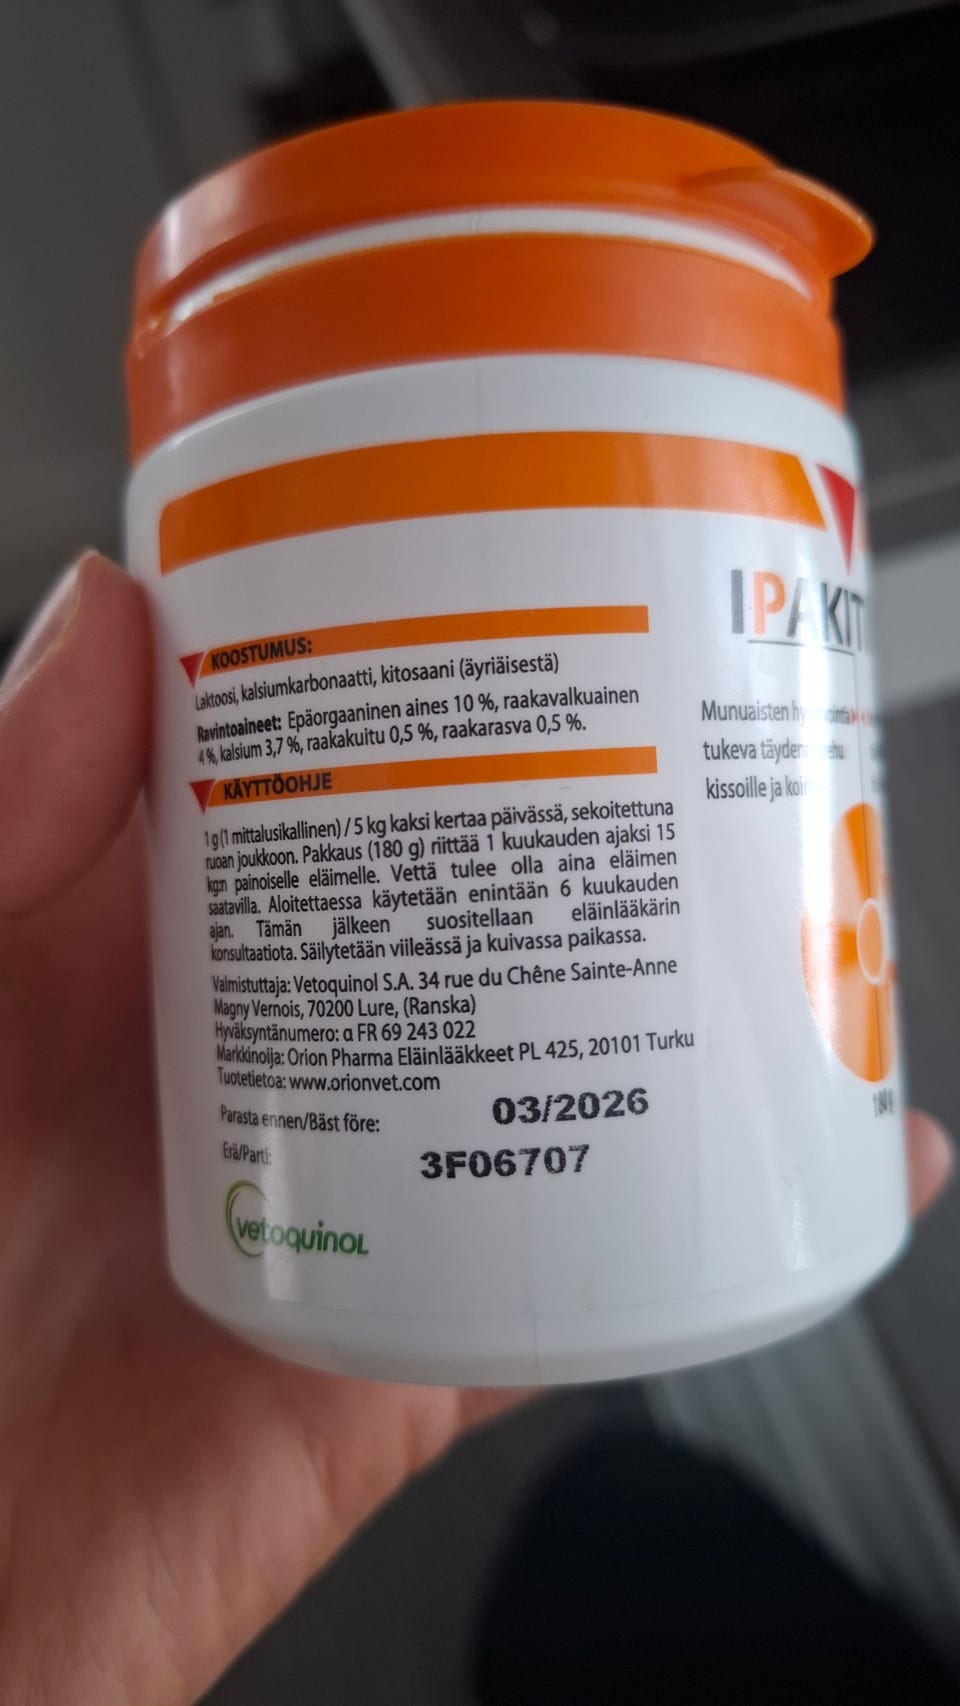 KOOSTUMUS:
Laktoosi, kalsiumkarbonaatti, kitosaani (äyriäisestä)
Ravintoaineet: Epäorgaaninen aines 10 %, raakavalkuainen
4 %, kalsium 3,7 %, raakakuitu 0,5 %, raakarasva 0,5 %.
KÄYTTÖOHJE
1 g (1 mittalusikallinen) / 5 kg kaksi kertaa päivässä, sekoitettuna
ruoan joukkoon. Pakkaus (180 g) riittää 1 kuukauden ajaksi 15
kg:n painoiselle eläimelle. Vettä tulee olla aina eläimen
saatavilla. Aloitettaessa käytetään enintään 6 kuukauden
ajan. Tämän jälkeen suositellaan eläinlääkärin
konsultaatiota. Säilytetään viileässä ja kuivassa paikassa.
Valmistuttaja: Vetoquinol S.A. 34 rue du Chêne Sainte-Anne
Magny Vernois, 70200 Lure, (Ranska)
Hyväksyntänumero: α FR 69 243 022
Markkinoija: Orion Pharma Eläinlääkkeet PL 425, 20101 Turku
Tuotetietoa: www.orionvet.com
Parasta ennen/Bäst före: 03/2026
Erä/Parti: 3F06707
vetoquinol
IPAKIT
Munuaisten
tukeva
kissoille ja
180 g